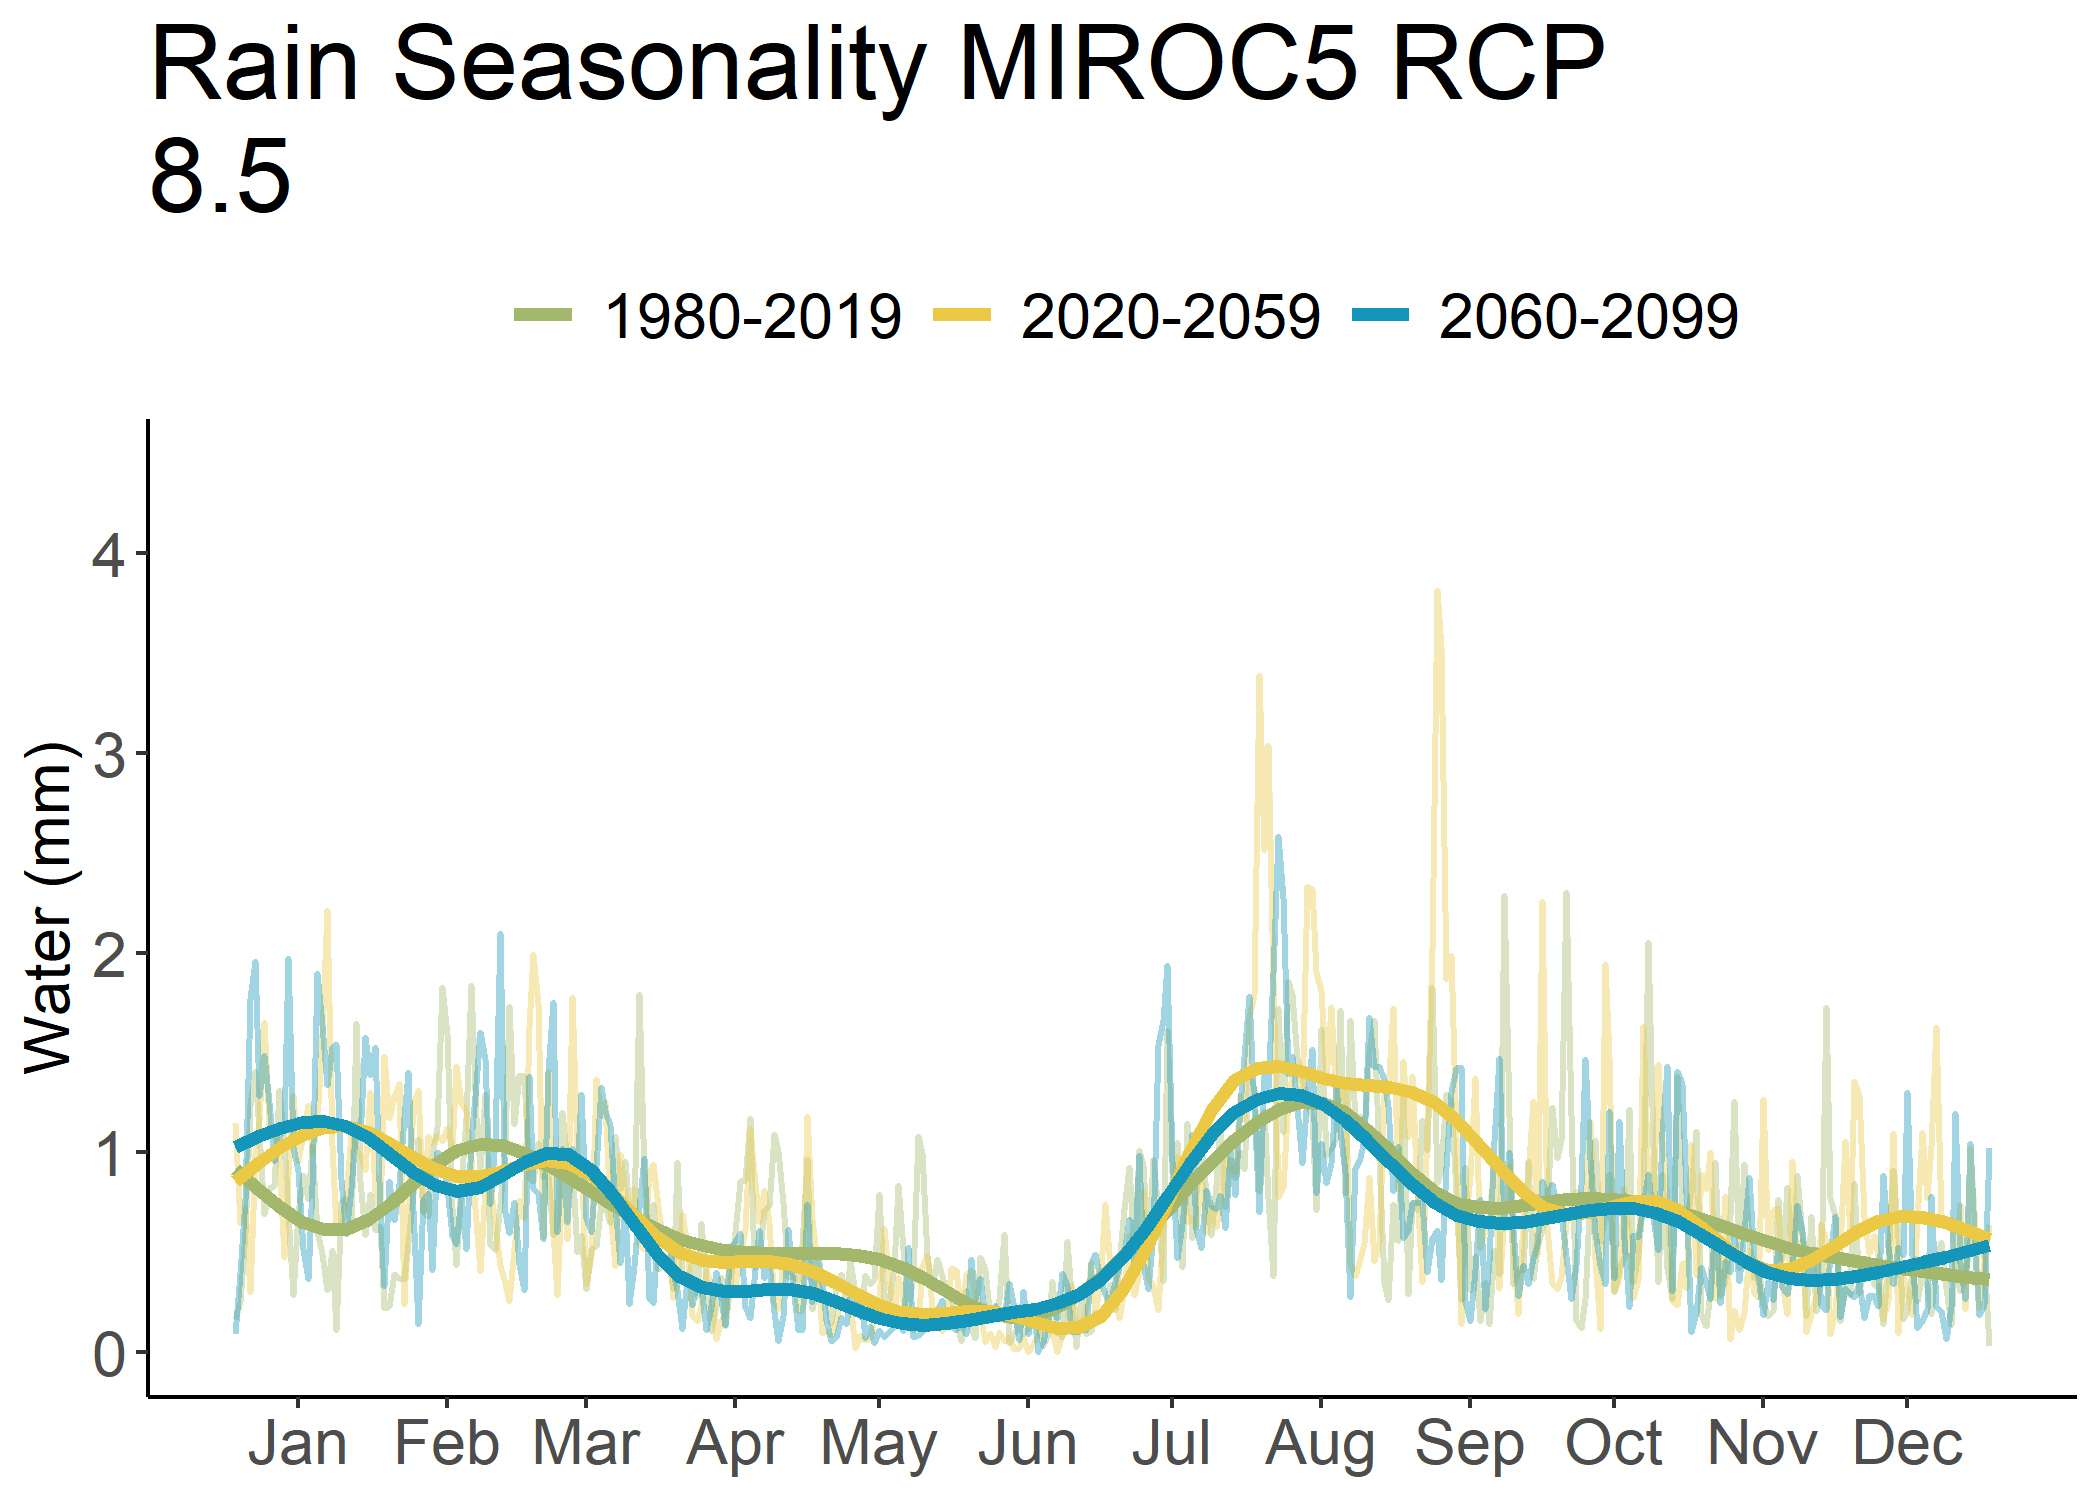 Rain Seasonality MIROC5 RCP
8.5
1980-2019 2020-2059 2060-2099
Water (mm)
4
3
2
1
0
Jan Feb Mar Apr May Jun Jul Aug Sep Oct Nov Dec